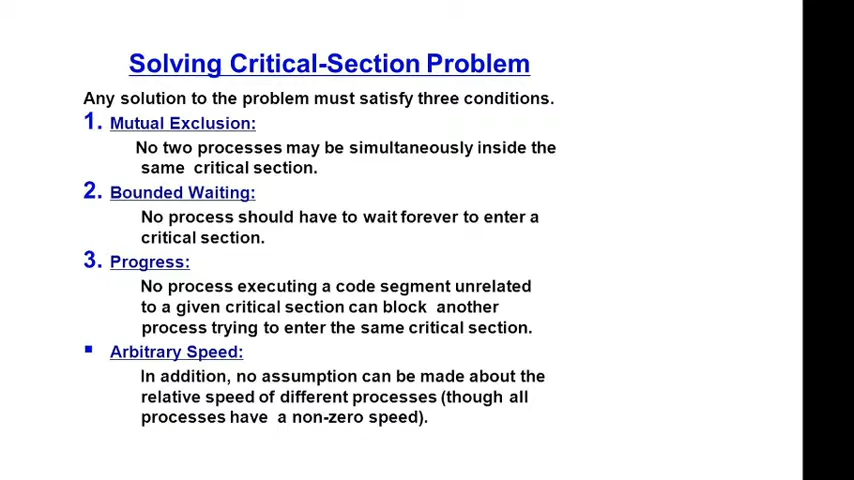 Solving Critical-Section Problem
Any solution to the problem must satisfy three conditions.
1. Mutual Exclusion:
No two processes may be simultaneously inside the
same critical section.
2. Bounded Waiting:
No process should have to wait forever to enter a
critical section.
3. Progress:
No process executing a code segment unrelated
to a given critical section can block another
process trying to enter the same critical section.
▪ Arbitrary Speed:
In addition, no assumption can be made about the
relative speed of different processes (though all
processes have a non-zero speed).